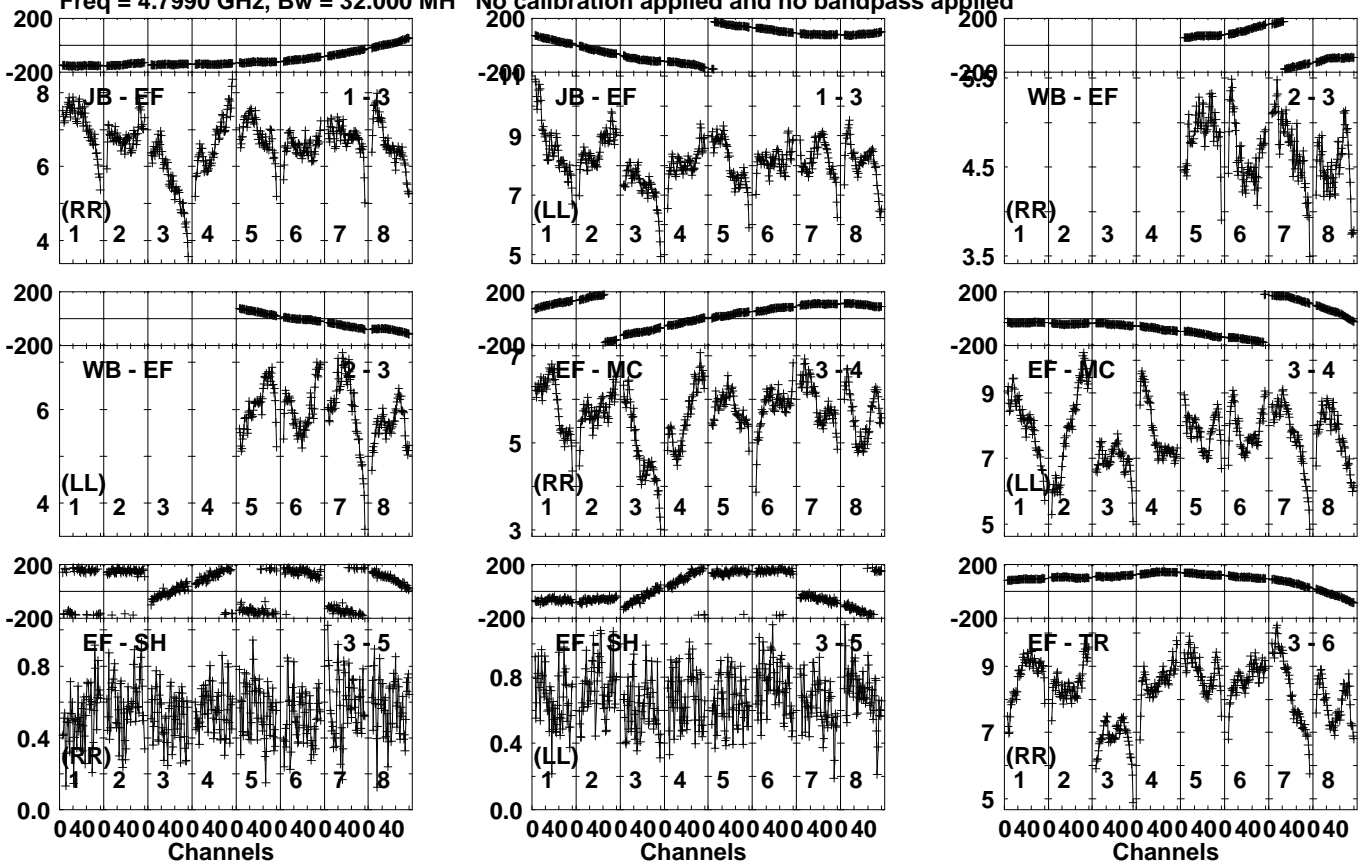 Freq = 4.7990 GHz, Bw = 32.000 MH No calibration applied and no bandpass applied
200
-200
8
6
4
JB - EF 1 - 3
(RR)
1 2 3 4 5 6 7 8
200
-200
11
9
7
5
JB - EF 1 - 3
(LL)
1 2 3 4 5 6 7 8
200
-200
5.5
4.5
3.5
WB - EF 2 - 3
(RR)
1 2 3 4 5 6 7 8
200
-200
6
4
WB - EF 2 - 3
(LL)
1 2 3 4 5 6 7 8
200
-200
7
5
3
EF - MC 3 - 4
(RR)
1 2 3 4 5 6 7 8
200
-200
9
7
5
EF - MC 3 - 4
(LL)
1 2 3 4 5 6 7 8
200
-200
0.8
0.4
0.0
EF - SH 3 - 5
(RR)
1 2 3 4 5 6 7 8
0 40 0 40 0 40 0 40 0 40 0 40 0 40 0 40
Channels
200
-200
0.8
0.4
0.0
EF - SH 3 - 5
(LL)
1 2 3 4 5 6 7 8
0 40 0 40 0 40 0 40 0 40 0 40 0 40 0 40
Channels
200
-200
9
7
5
EF - TR 3 - 6
(RR)
1 2 3 4 5 6 7 8
0 40 0 40 0 40 0 40 0 40 0 40 0 40 0 40
Channels